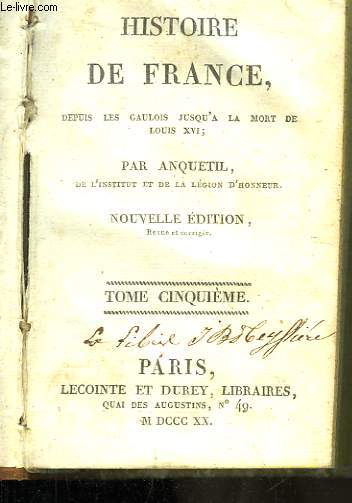 Le-livre.com
HISTOIRE
DE FRANCE,
DEPUIS LES GAULOIS JUSQU'A LA MORT DE
LOUIS XVI;
PAR ANQUETIL,
DE L'INSTITUT ET DE LA LÉGION D'HONNEUR.
NOUVELLE ÉDITION,
Revue et corrigée.
TOME CINQUIÈME.
PARIS,
LECOINTE ET DUREY, LIBRAIRES,
QUAI DES AUGUSTINS, N° 49.
M DCCC XX.